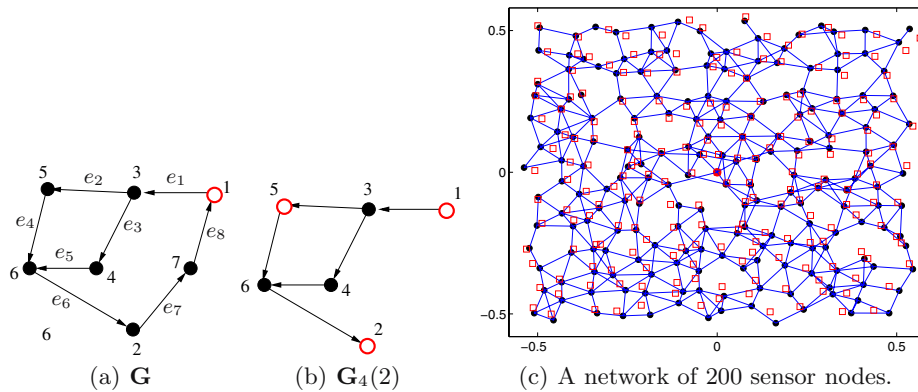 5
3
1
e₂
e₁
e₄
e₃
e₈
6
e₅
4
7
e₆
e₇
6
2
(a) G
5
3
1
6
4
2
(b) G₄(2)
0.5
0
−0.5
−0.5
0
0.5
(c) A network of 200 sensor nodes.